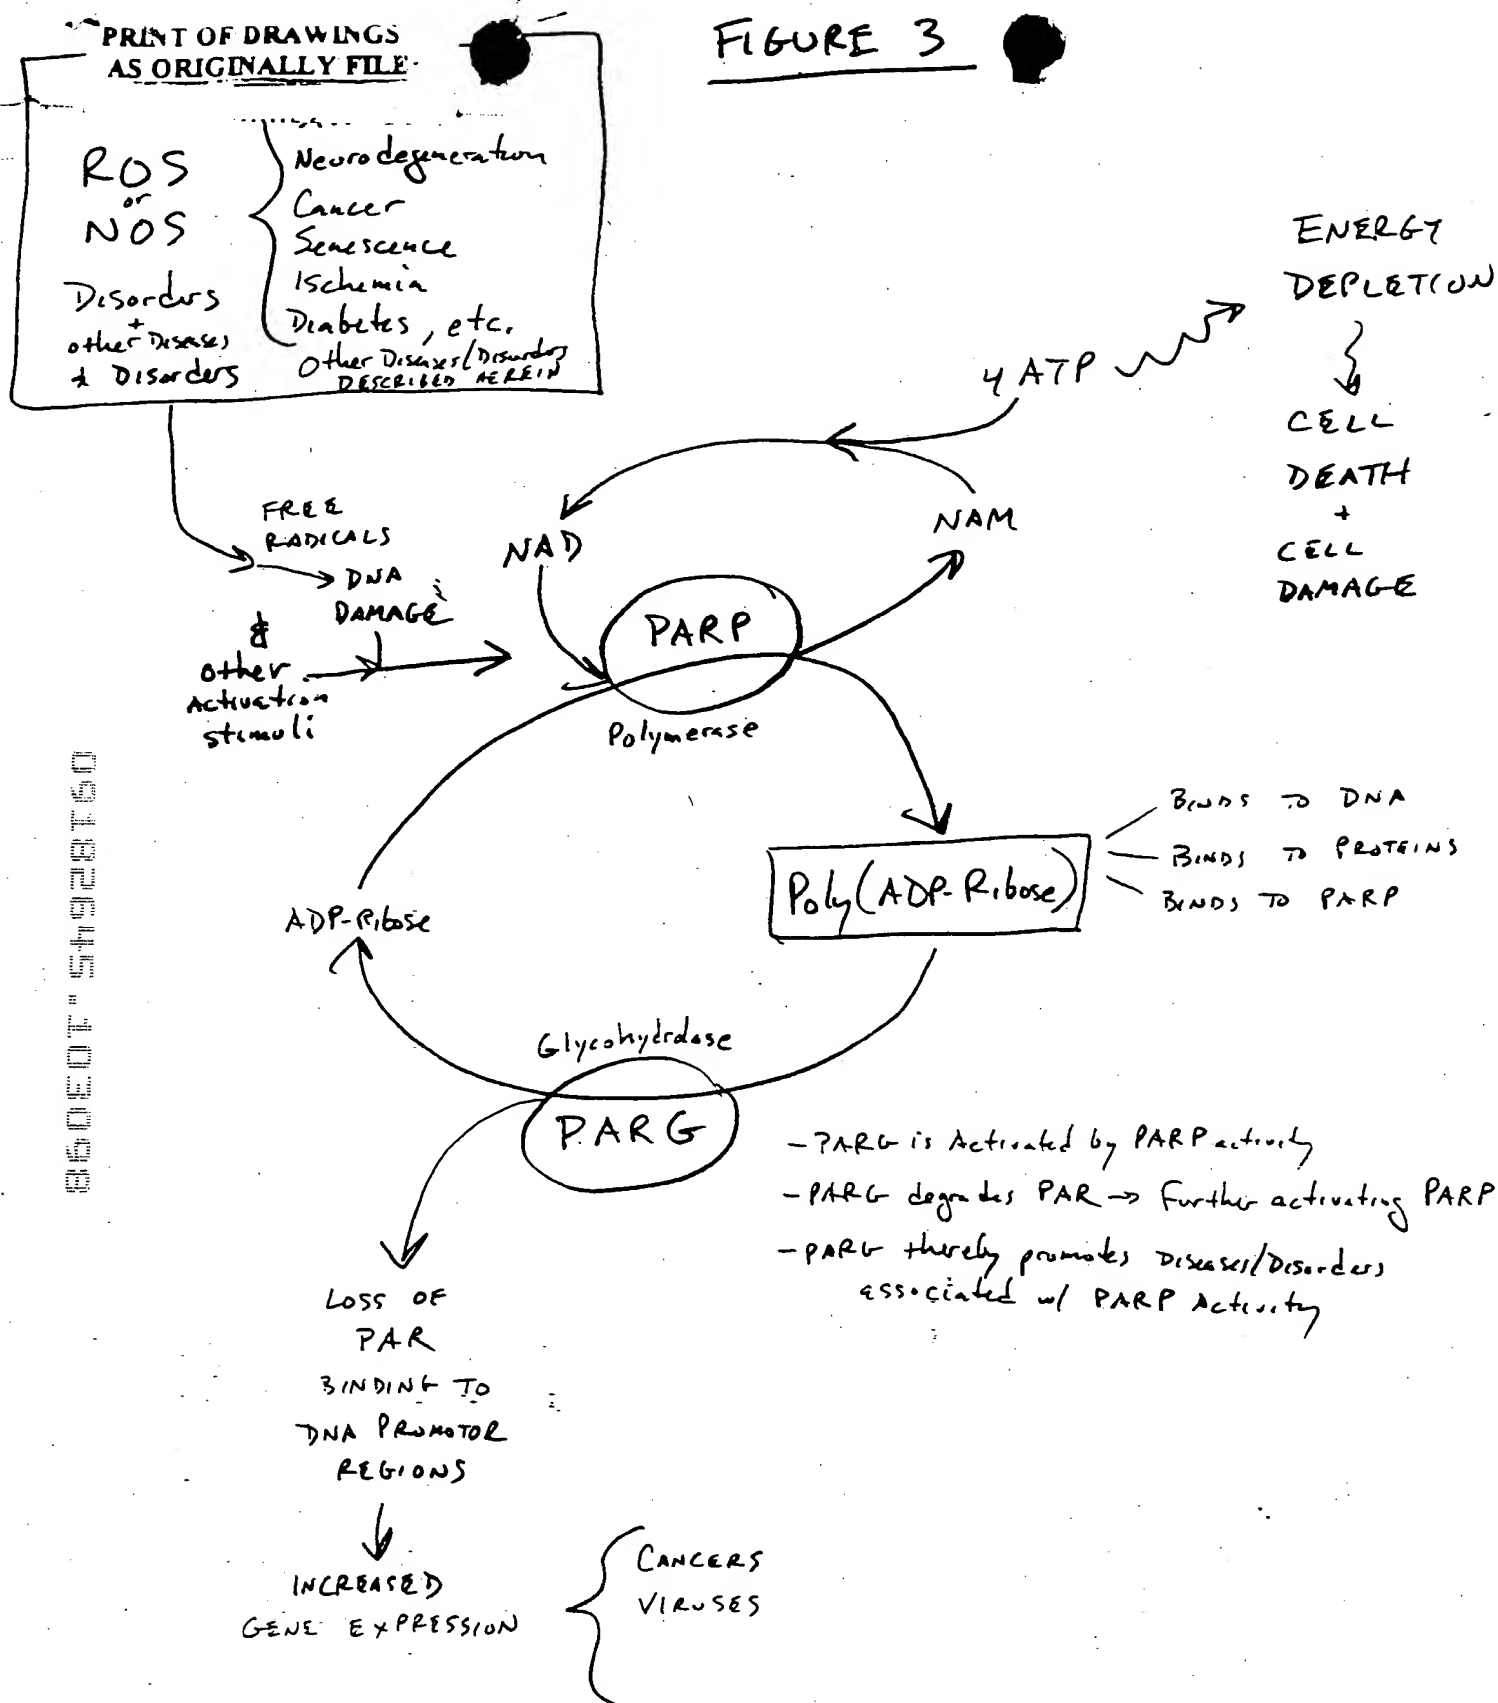 PRINT OF DRAWINGS
AS ORIGINALLY FILE
FIGURE 3
ROS
or
NOS
Disorders
+
other Diseases
& Disorders
Neurodegeneration
Cancer
Senescence
Ischemia
Diabetes, etc.
Other Diseases/Disorders
DESCRIBED HEREIN
ENERGY
DEPLETION
CELL
DEATH
+
CELL
DAMAGE
4 ATP
NAM
NAD
FREE
RADICALS
DNA
DAMAGE
&
other
Activation
stimuli
PARP
Polymerase
Poly(ADP-Ribose)
BINDS TO DNA
BINDS TO PROTEINS
BINDS TO PARP
ADP-Ribose
Glycohydrolase
PARG
- PARG is Activated by PARP activity
- PARG degrades PAR → Further activating PARP
- PARG thereby promotes Diseases/Disorders
associated w/ PARP Activity
LOSS OF
PAR
BINDING TO
DNA PROMOTOR
REGIONS
INCREASED
GENE EXPRESSION
CANCERS
VIRUSES
09182945.103098